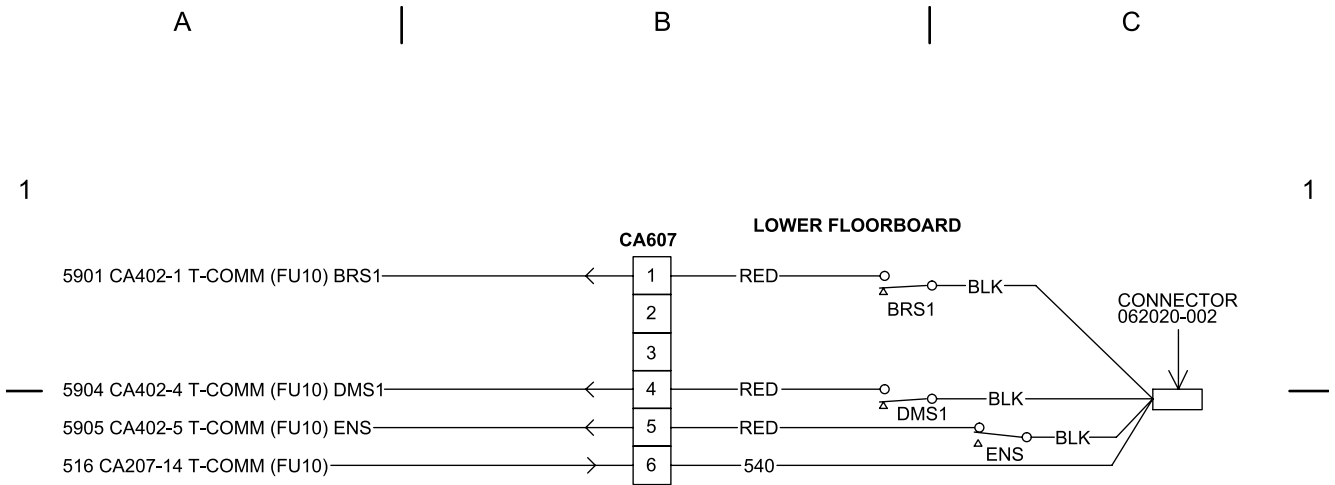 A B C
1 1
LOWER FLOORBOARD
CA607
5901 CA402-1 T-COMM (FU10) BRS1 1 RED BLK
BRS1
CONNECTOR
062020-002
2
3
5904 CA402-4 T-COMM (FU10) DMS1 4 RED BLK
DMS1
5905 CA402-5 T-COMM (FU10) ENS 5 RED BLK
ENS
516 CA207-14 T-COMM (FU10) 6 540